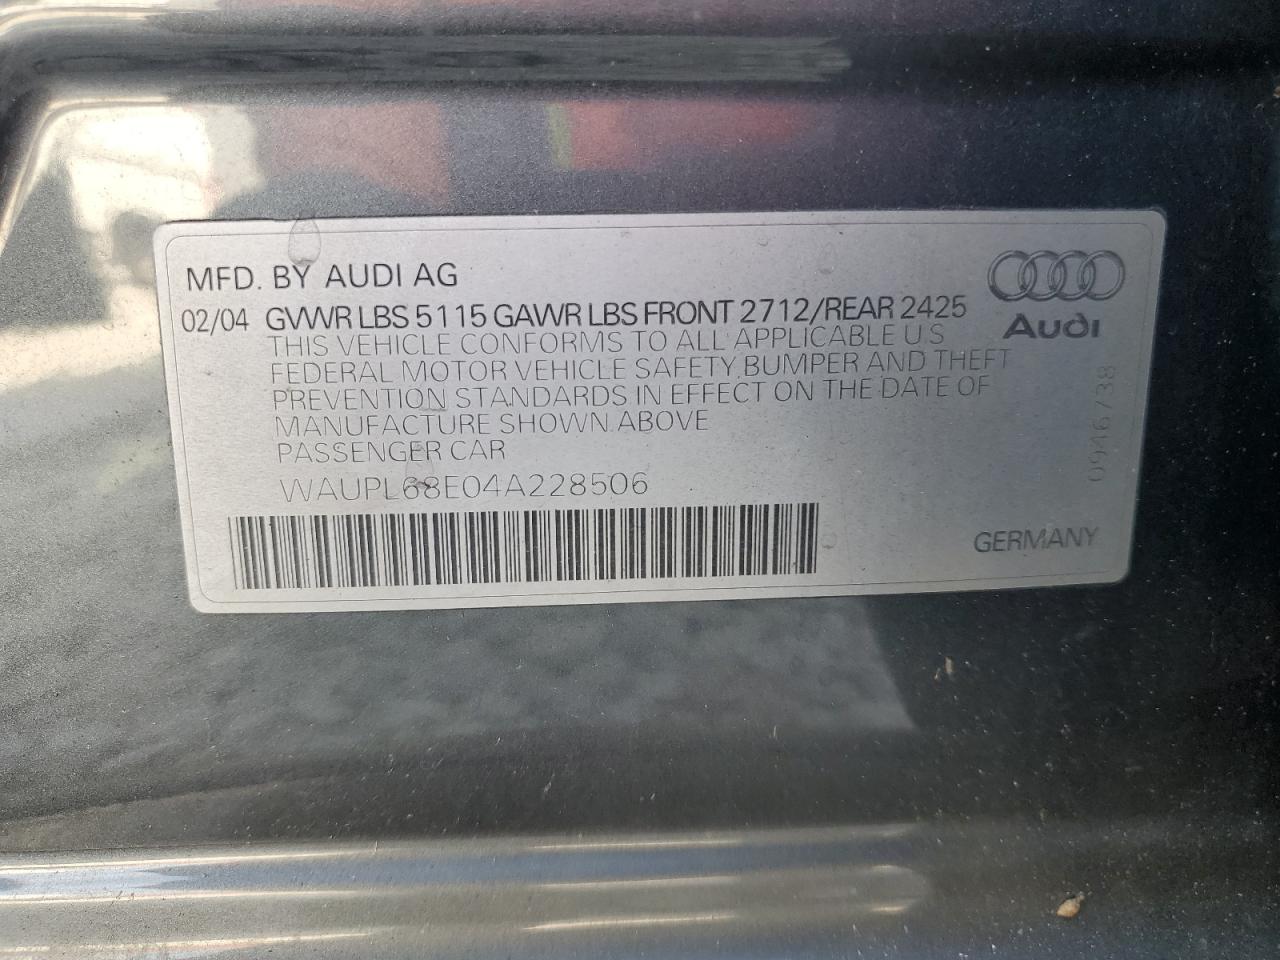 MFD. BY AUDI AG
02/04 GVWR LBS 5115 GAWR LBS FRONT 2712/REAR 2425
THIS VEHICLE CONFORMS TO ALL APPLICABLE U.S
FEDERAL MOTOR VEHICLE SAFETY,BUMPER AND THEFT
PREVENTION STANDARDS IN EFFECT ON THE DATE OF
MANUFACTURE SHOWN ABOVE
PASSENGER CAR
WAUPL68E04A228506
Audi
0946/38
GERMANY